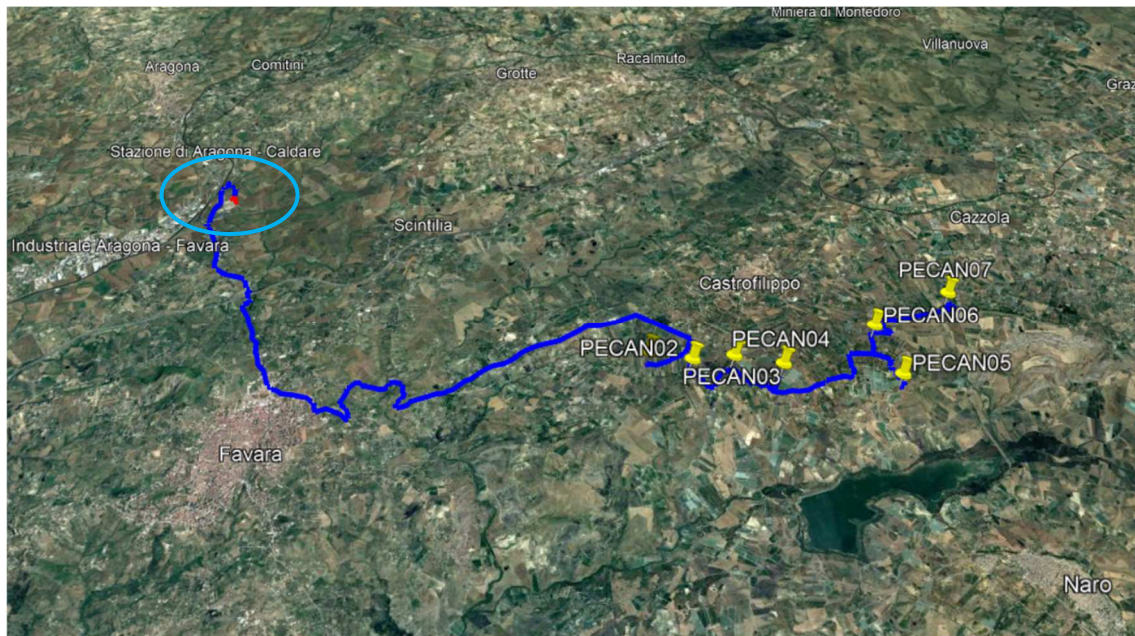 Miniera di Montedoro
Villanuova
Racalmuto
Comitini
Aragona
Grotte
Graz
Stazione di Aragona - Caldare
Cazzola
Scintilia
Industriale Aragona - Favara
PECAN07
Castrofilippo
PECAN06
PECAN04
PECAN02
PECAN05
PECAN03
Favara
Naro